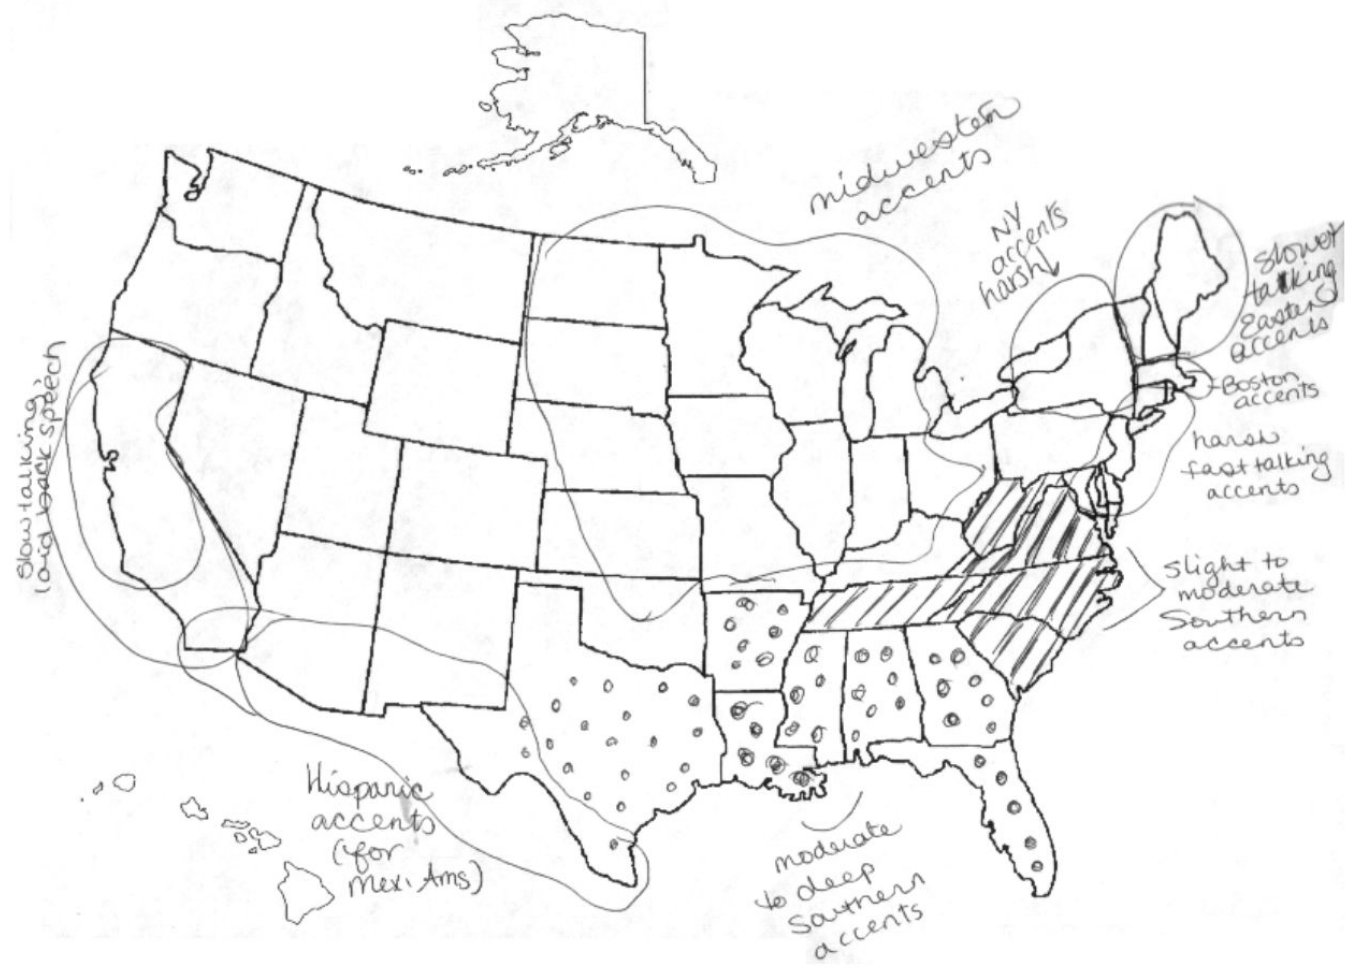 midwestern
accents
NY
accents
harsh
slower
talking
Eastern
accents
Boston
accents
harsh
fast talking
accents
slight to
moderate
Southern
accents
moderate
to deep
Southern
accents
Hispanic
accents
(for
Mexi Ams)
Slow talking,
laid back speech